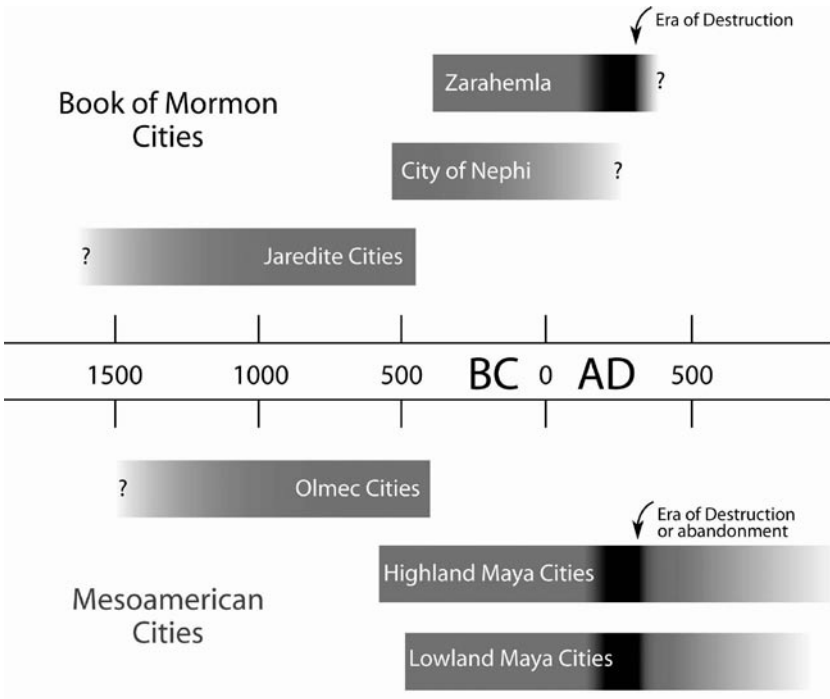 Era of Destruction
Zarahemla
?
Book of Mormon
Cities
City of Nephi
?
?
Jaredite Cities
1500
1000
500
BC
0
AD
500
?
Olmec Cities
Era of Destruction
or abandonment
Highland Maya Cities
Mesoamerican
Cities
Lowland Maya Cities